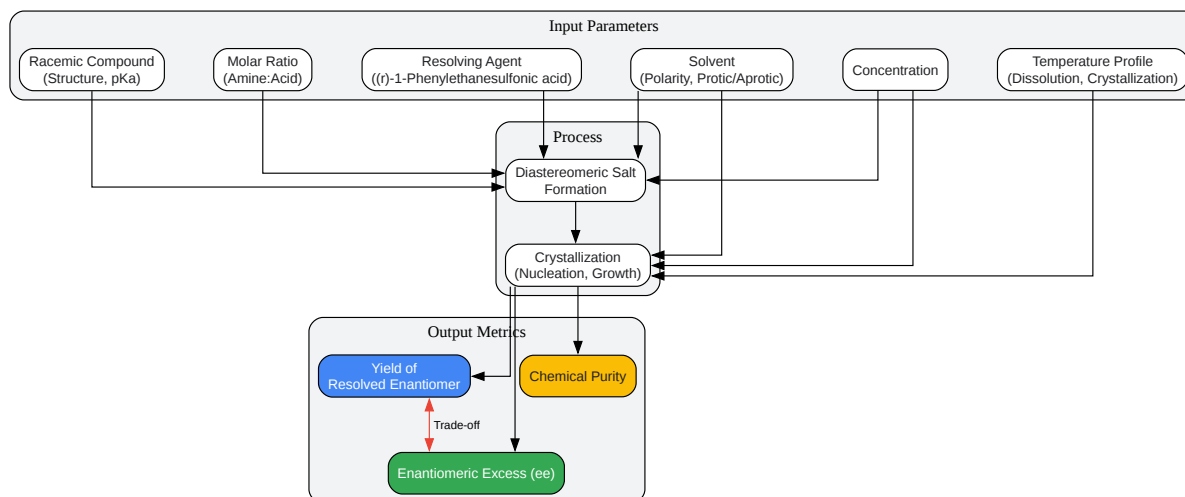 Input Parameters
Racemic Compound
(Structure, pKa)
Molar Ratio
(Amine:Acid)
Resolving Agent
((r)-1-Phenylethanesulfonic acid)
Solvent
(Polarity, Protic/Aprotic)
Concentration
Temperature Profile
(Dissolution, Crystallization)
Process
Diastereomeric Salt
Formation
Crystallization
(Nucleation, Growth)
Output Metrics
Yield of
Resolved Enantiomer
Chemical Purity
Trade-off
Enantiomeric Excess (ee)